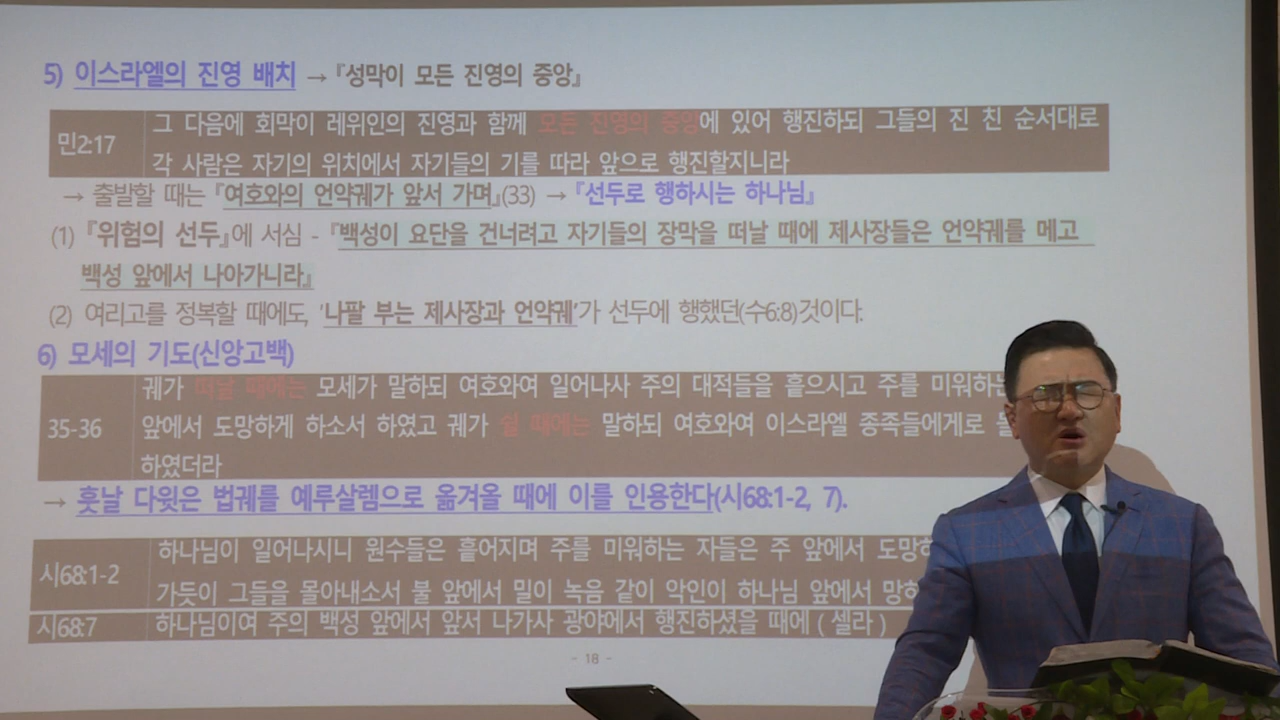 5) 이스라엘의 진영 배치 → 『성막이 모든 진영의 중앙』
민2:17
그 다음에 회막이 레위인의 진영과 함께 모든 진영의 중앙에 있어 행진하되 그들의 진 친 순서대로
각 사람은 자기의 위치에서 자기들의 기를 따라 앞으로 행진할지니라
→ 출발할 때는 『여호와의 언약궤가 앞서 가며』(33) → 『선두로 행하시는 하나님』
(1) 『위험의 선두』에 서심 - 『백성이 요단을 건너려고 자기들의 장막을 떠날 때에 제사장들은 언약궤를 메고
백성 앞에서 나아가니라』
(2) 여리고를 정복할 때에도, '나팔 부는 제사장과 언약궤'가 선두에 행했던(수6:8)것이다.
6) 모세의 기도(신앙고백)
35-36
궤가 떠날 때에는 모세가 말하되 여호와여 일어나사 주의 대적들을 흩으시고 주를 미워하
앞에서 도망하게 하소서 하였고 궤가 쉴 때에는 말하되 여호와여 이스라엘 종족들에게로
하였더라
→ 훗날 다윗은 법궤를 예루살렘으로 옮겨올 때에 이를 인용한다(시68:1-2, 7).
시68:1-2
하나님이 일어나시니 원수들은 흩어지며 주를 미워하는 자들은 주 앞에서 도망하
가듯이 그들을 몰아내소서 불 앞에서 밀이 녹음 같이 악인이 하나님 앞에서 망하
시68:7
하나님이여 주의 백성 앞에서 앞서 나가사 광야에서 행진하셨을 때에 ( 셀라 )
- 18 -